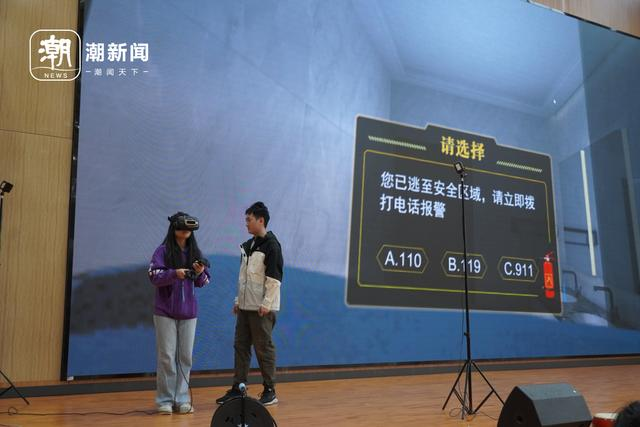 潮
NEWS
潮新闻
潮闻天下
请选择
您已逃至安全区域，请立即拨
打电话报警
A.110
B.119
C.911